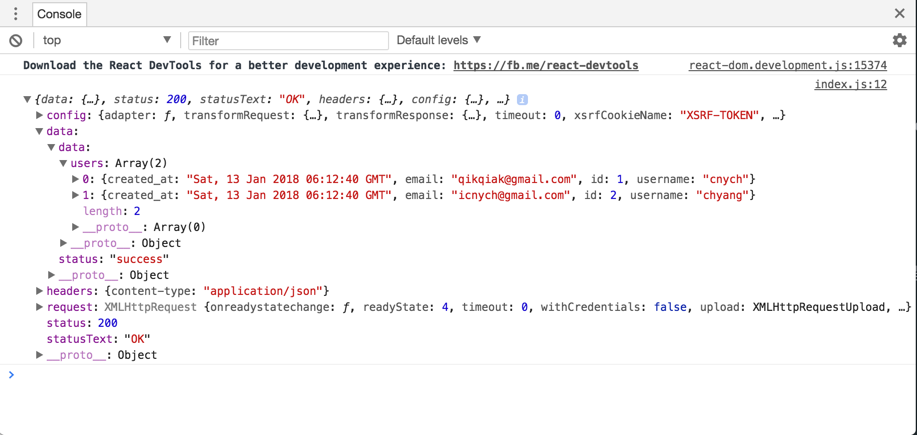 Console
top
Filter
Default levels
Download the React DevTools for a better development experience: https://fb.me/react-devtools react-dom.development.js:15374
index.js:12
{data: {…}, status: 200, statusText: "OK", headers: {…}, config: {…}, …}
config: {adapter: ƒ, transformRequest: {…}, transformResponse: {…}, timeout: 0, xsrfCookieName: "XSRF-TOKEN", …}
data:
data:
users: Array(2)
0: {created_at: "Sat, 13 Jan 2018 06:12:40 GMT", email: "qikqiak@gmail.com", id: 1, username: "cnych"}
1: {created_at: "Sat, 13 Jan 2018 06:12:40 GMT", email: "icnych@gmail.com", id: 2, username: "chyang"}
length: 2
__proto__: Array(0)
__proto__: Object
status: "success"
__proto__: Object
headers: {content-type: "application/json"}
request: XMLHttpRequest {onreadystatechange: ƒ, readyState: 4, timeout: 0, withCredentials: false, upload: XMLHttpRequestUpload, …}
status: 200
statusText: "OK"
__proto__: Object